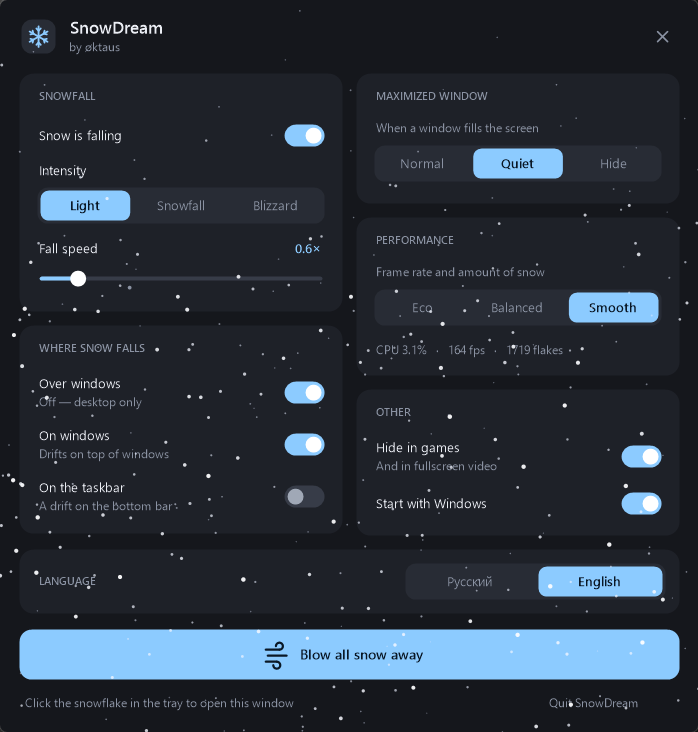 SnowDream
by øktaus
SNOWFALL
Snow is falling
Intensity
Light Snowfall Blizzard
Fall speed 0.6×
WHERE SNOW FALLS
Over windows
Off — desktop only
On windows
Drifts on top of windows
On the taskbar
A drift on the bottom bar
MAXIMIZED WINDOW
When a window fills the screen
Normal Quiet Hide
PERFORMANCE
Frame rate and amount of snow
Eco Balanced Smooth
CPU 3.1% · 164 fps · 1719 flakes
OTHER
Hide in games
And in fullscreen video
Start with Windows
LANGUAGE Русский English
Blow all snow away
Click the snowflake in the tray to open this window Quit SnowDream